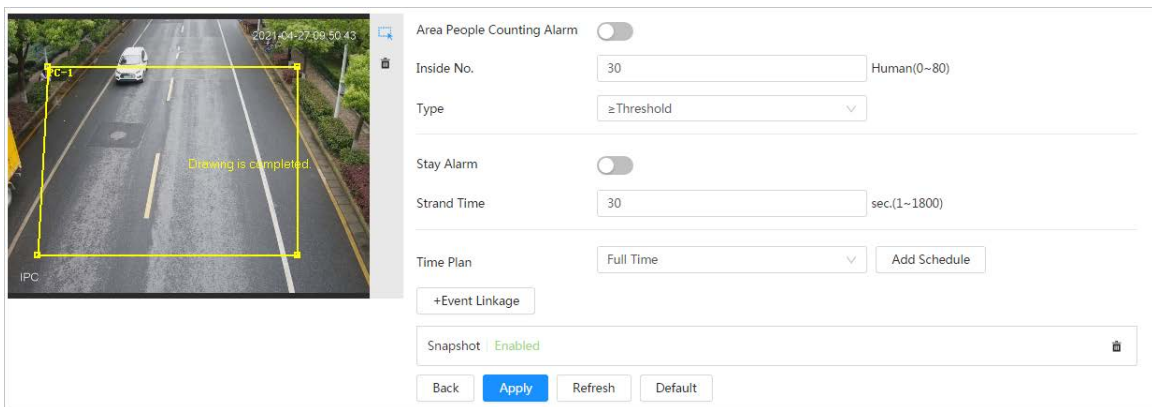 2021-04-27 09:50:43
PC-1
Drawing is completed.
IPC
Area People Counting Alarm
Inside No. 30 Human(0~80)
Type ≥Threshold
Stay Alarm
Strand Time 30 sec.(1~1800)
Time Plan Full Time Add Schedule
+Event Linkage
Snapshot Enabled
Back Apply Refresh Default